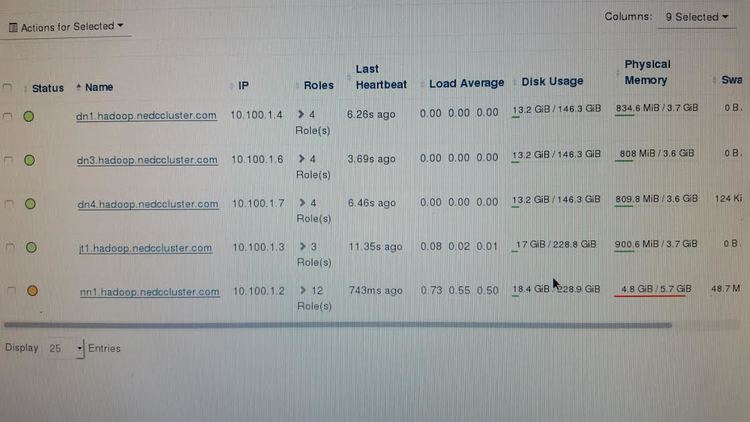 Actions for Selected
Columns: 9 Selected
Status Name IP Roles Last Heartbeat Load Average Disk Usage Physical Memory Swa
dn1.hadoop.nedccluster.com 10.100.1.4 4 Role(s) 6.26s ago 0.00 0.00 0.00 13.2 GiB / 146.3 GiB 834.6 MiB / 3.7 GiB 0 B
dn3.hadoop.nedccluster.com 10.100.1.6 4 Role(s) 3.69s ago 0.00 0.00 0.00 13.2 GiB / 146.3 GiB 808 MiB / 3.6 GiB 0 B
dn4.hadoop.nedccluster.com 10.100.1.7 4 Role(s) 6.46s ago 0.00 0.00 0.00 13.2 GiB / 146.3 GiB 809.8 MiB / 3.6 GiB 124 Ki
jt1.hadoop.nedccluster.com 10.100.1.3 3 Role(s) 11.35s ago 0.08 0.02 0.01 17 GiB / 228.8 GiB 900.6 MiB / 3.7 GiB 0 B
nn1.hadoop.nedccluster.com 10.100.1.2 12 Role(s) 743ms ago 0.73 0.55 0.50 18.4 GiB 228.9 GiB 4.8 GiB / 5.7 GiB 48.7 M
Display 25 Entries